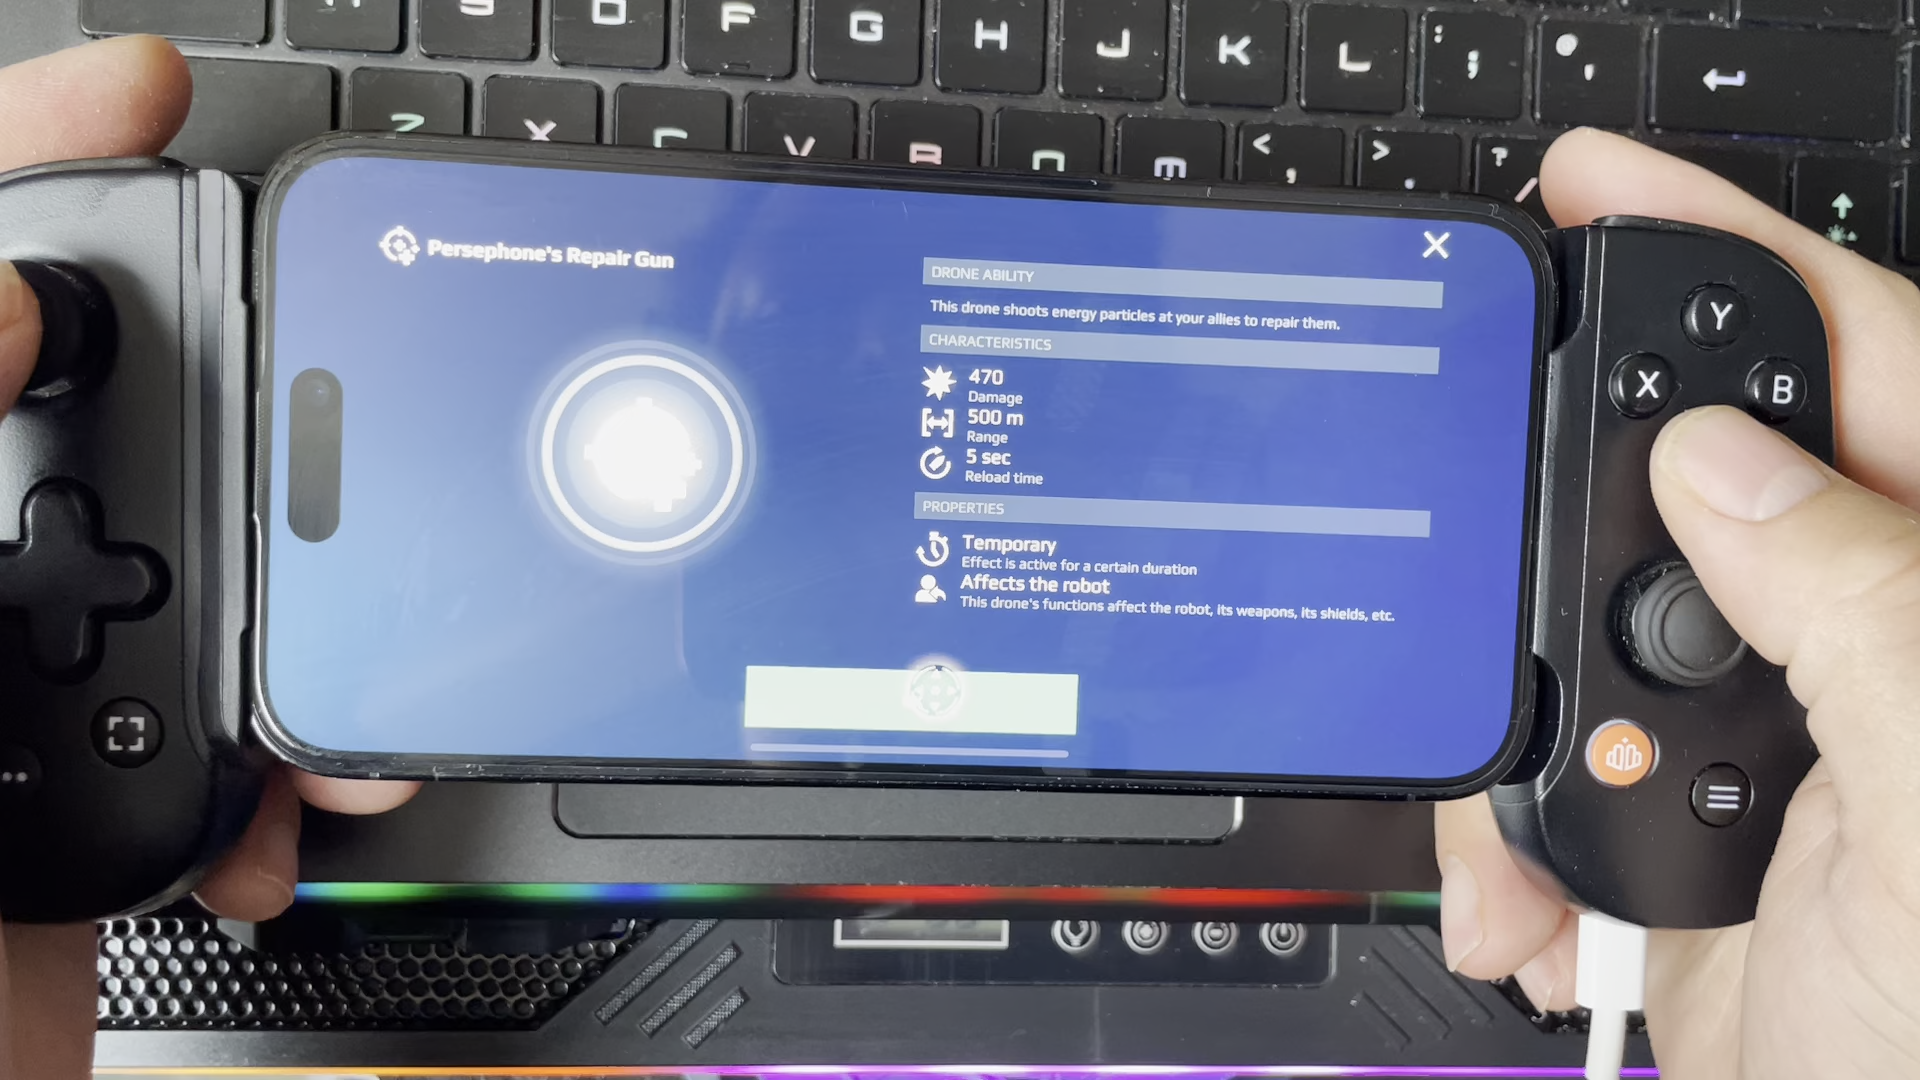 A S D F G H J K L : ; " , 
Z X C V B N M < , > . ? /
Persephone's Repair Gun
DRONE ABILITY
This drone shoots energy particles at your allies to repair them.
CHARACTERISTICS
470
Damage
500 m
Range
5 sec
Reload time
PROPERTIES
Temporary
Effect is active for a certain duration
Affects the robot
This drone's functions affect the robot, its weapons, its shields, etc.
Y
X
B